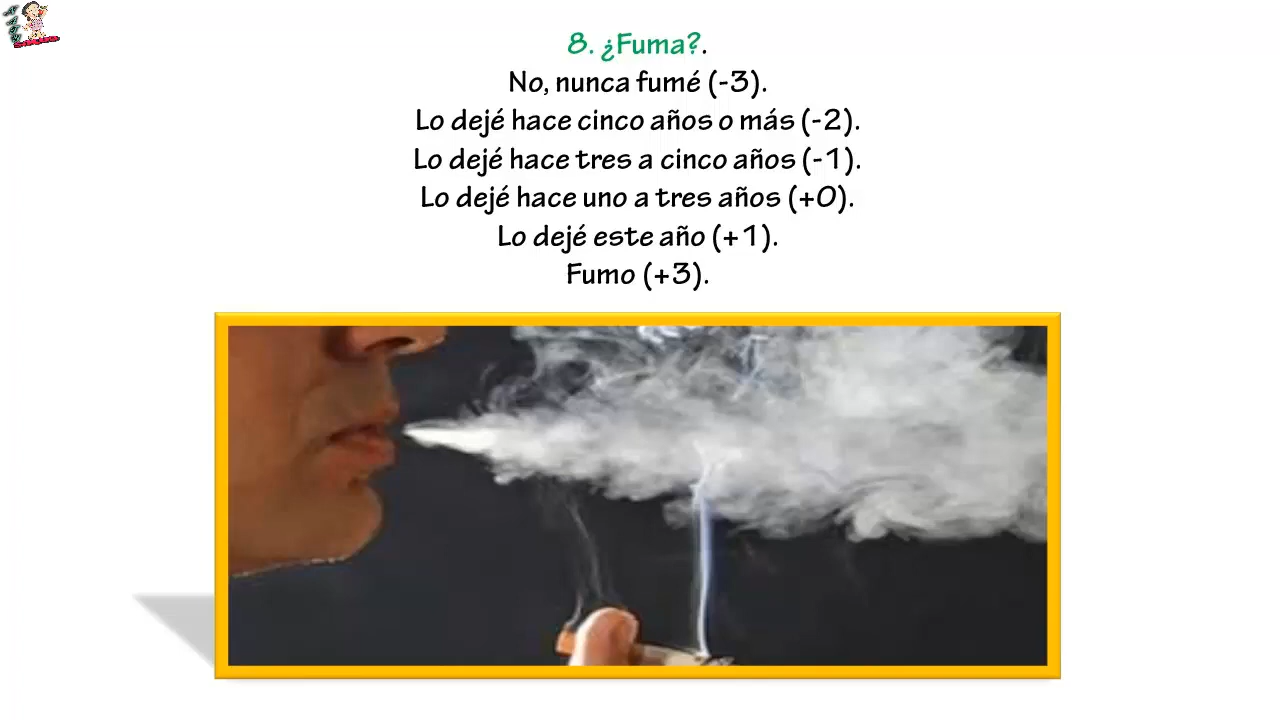 8. ¿Fuma?.
No, nunca fumé (-3).
Lo dejé hace cinco años o más (-2).
Lo dejé hace tres a cinco años (-1).
Lo dejé hace uno a tres años (+0).
Lo dejé este año (+1).
Fumo (+3).